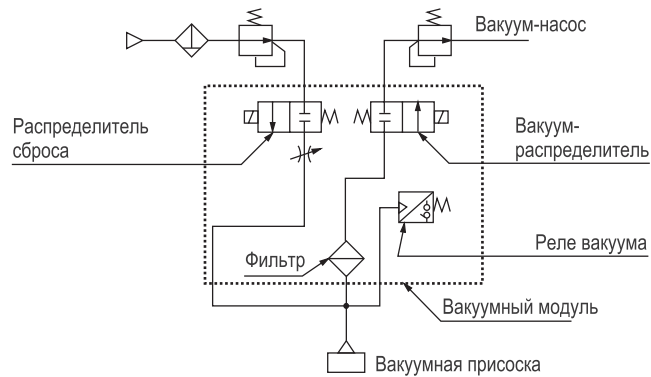 Вакуум-насос
Распределитель
сброса
Вакуум-
распределитель
Реле вакуума
Фильтр
Вакуумный модуль
Вакуумная присоска